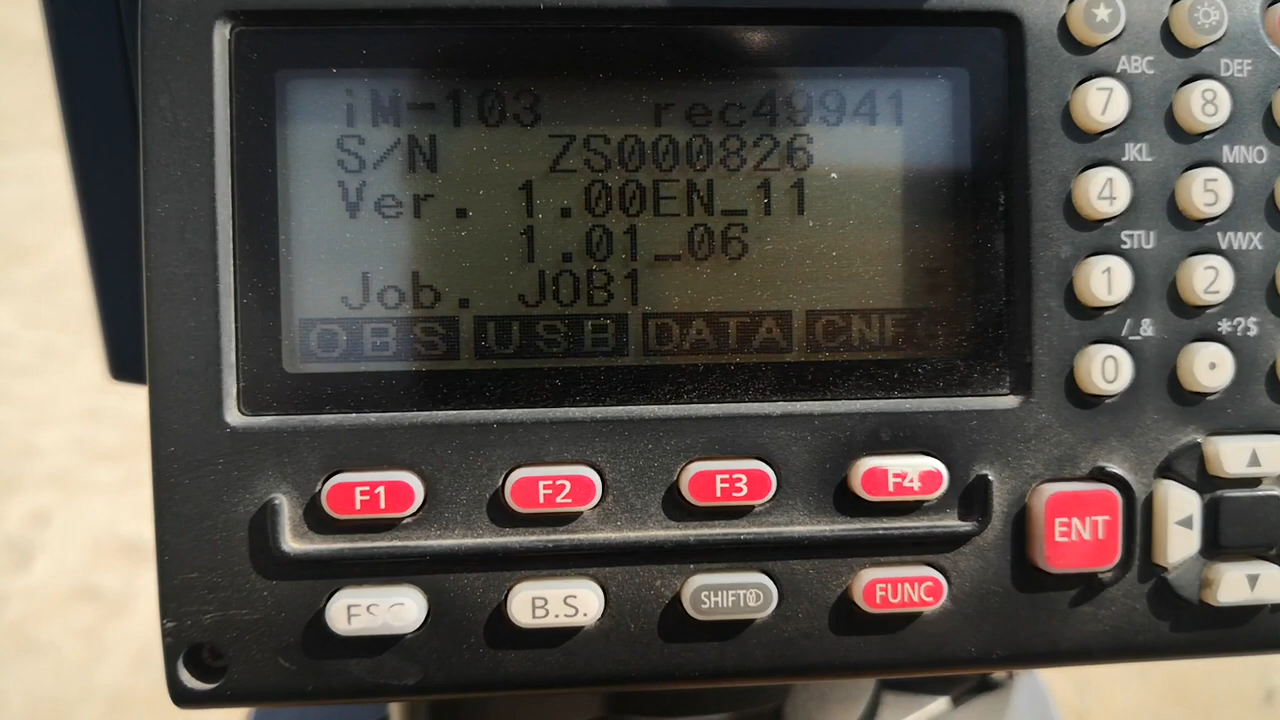 iM-103 rec49941
S/N ZS000826
Ver. 1.00EN_11
1.01_06
Job. JOB1
OBS USB DATA CNF
ABC DEF
7 8
JKL MNO
4 5
STU VWX
1 2
/_& *?$
0 .
F1 F2 F3 F4
ENT
ESC B.S. SHIFT FUNC